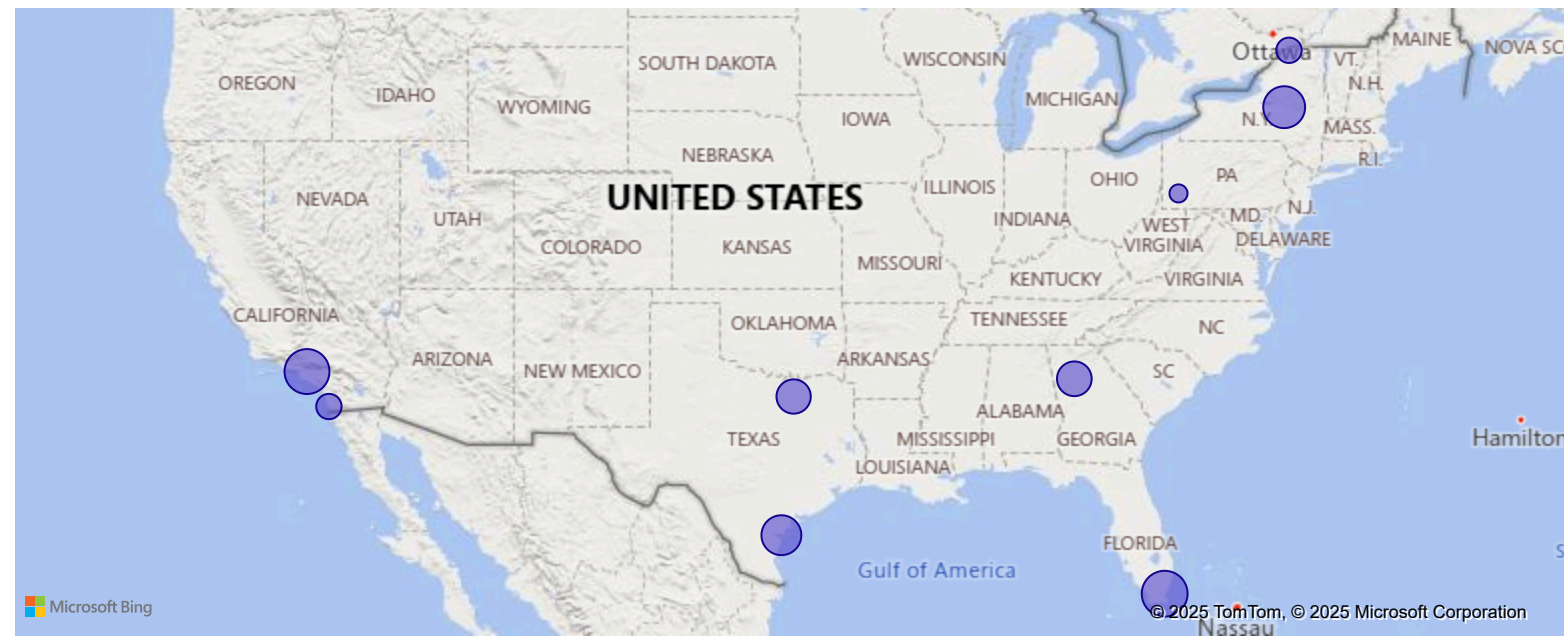 Ottawa
MAINE
NOVA SC
VT.
N.H.
OREGON
IDAHO
WYOMING
SOUTH DAKOTA
WISCONSIN
MICHIGAN
N.Y.
MASS.
R.I.
IOWA
NEBRASKA
UNITED STATES
NEVADA
UTAH
COLORADO
KANSAS
ILLINOIS
INDIANA
OHIO
PA
N.J.
MD.
DELAWARE
WEST
VIRGINIA
VIRGINIA
MISSOURI
KENTUCKY
CALIFORNIA
ARIZONA
NEW MEXICO
OKLAHOMA
ARKANSAS
TENNESSEE
NC
SC
TEXAS
LOUISIANA
MISSISSIPPI
ALABAMA
GEORGIA
Hamilton
FLORIDA
Gulf of America
S
Microsoft Bing
© 2025 TomTom, © 2025 Microsoft Corporation
Nassau